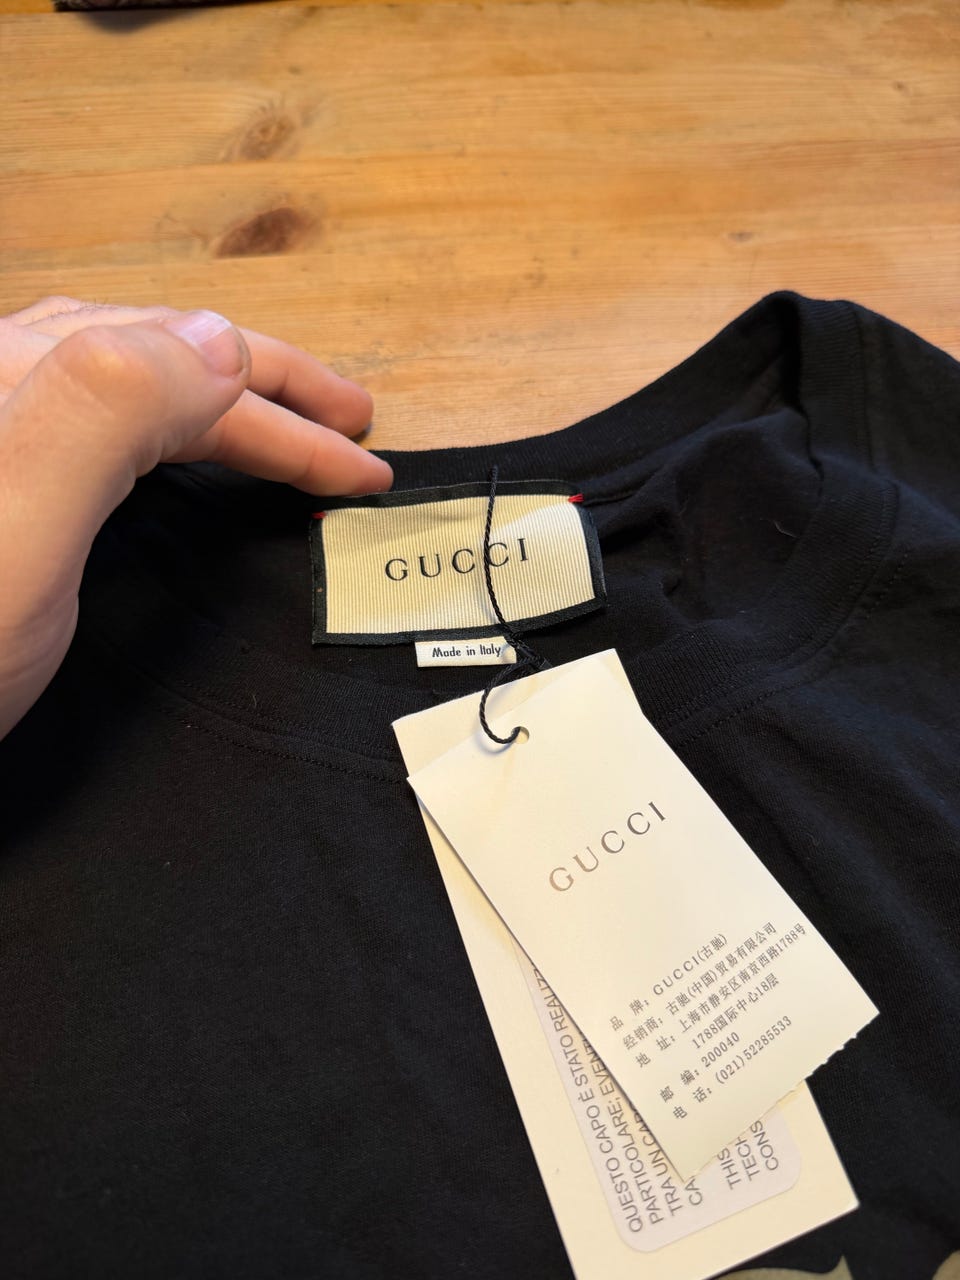 GUCCI
Made in Italy
GUCCI
品 牌: GUCCI(古驰)
经销商: 古驰(中国)贸易有限公司
地 址: 上海市静安区南京西路1788号
1788国际中心18层
邮 编: 200040
电 话: (021)52285533
QUESTO CAPO È STATO REALIZZ
PARTICOLARE; EVENT
TRA UN CAPO
CA
THIS
TECH
CONS